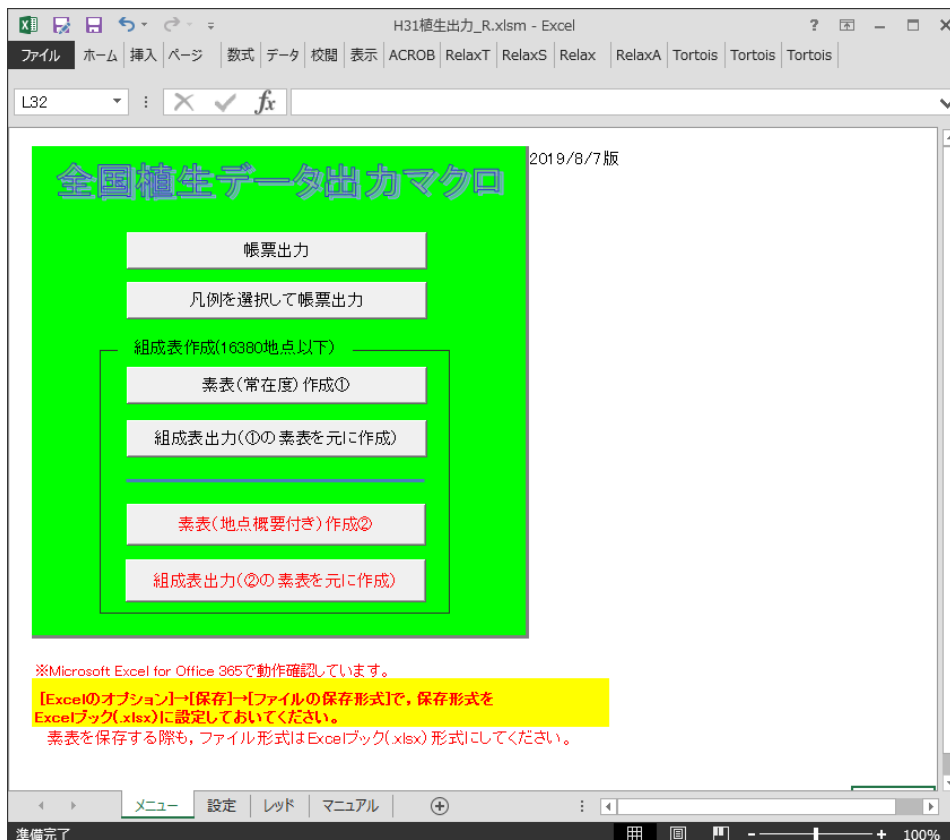 H31植生出力_R.xlsm - Excel
?
ファイル ホーム 挿入 ページ 数式 データ 校閲 表示 ACROB RelaxT RelaxS Relax RelaxA Tortois Tortois Tortois
L32
fx
2019/8/7版
全国植生データ出力マクロ
帳票出力
凡例を選択して帳票出力
組成表作成(16380地点以下)
素表(常在度)作成①
組成表出力(①の素表を元に作成)
素表(地点概要付き)作成②
組成表出力(②の素表を元に作成)
※Microsoft Excel for Office 365で動作確認しています。
[Excelのオプション]→[保存]→[ファイルの保存形式]で, 保存形式を
Excelブック(.xlsx)に設定しておいてください。
素表を保存する際も, ファイル形式はExcelブック(.xlsx) 形式にしてください。
メニュー 設定 レッド マニュアル
準備完了
100%